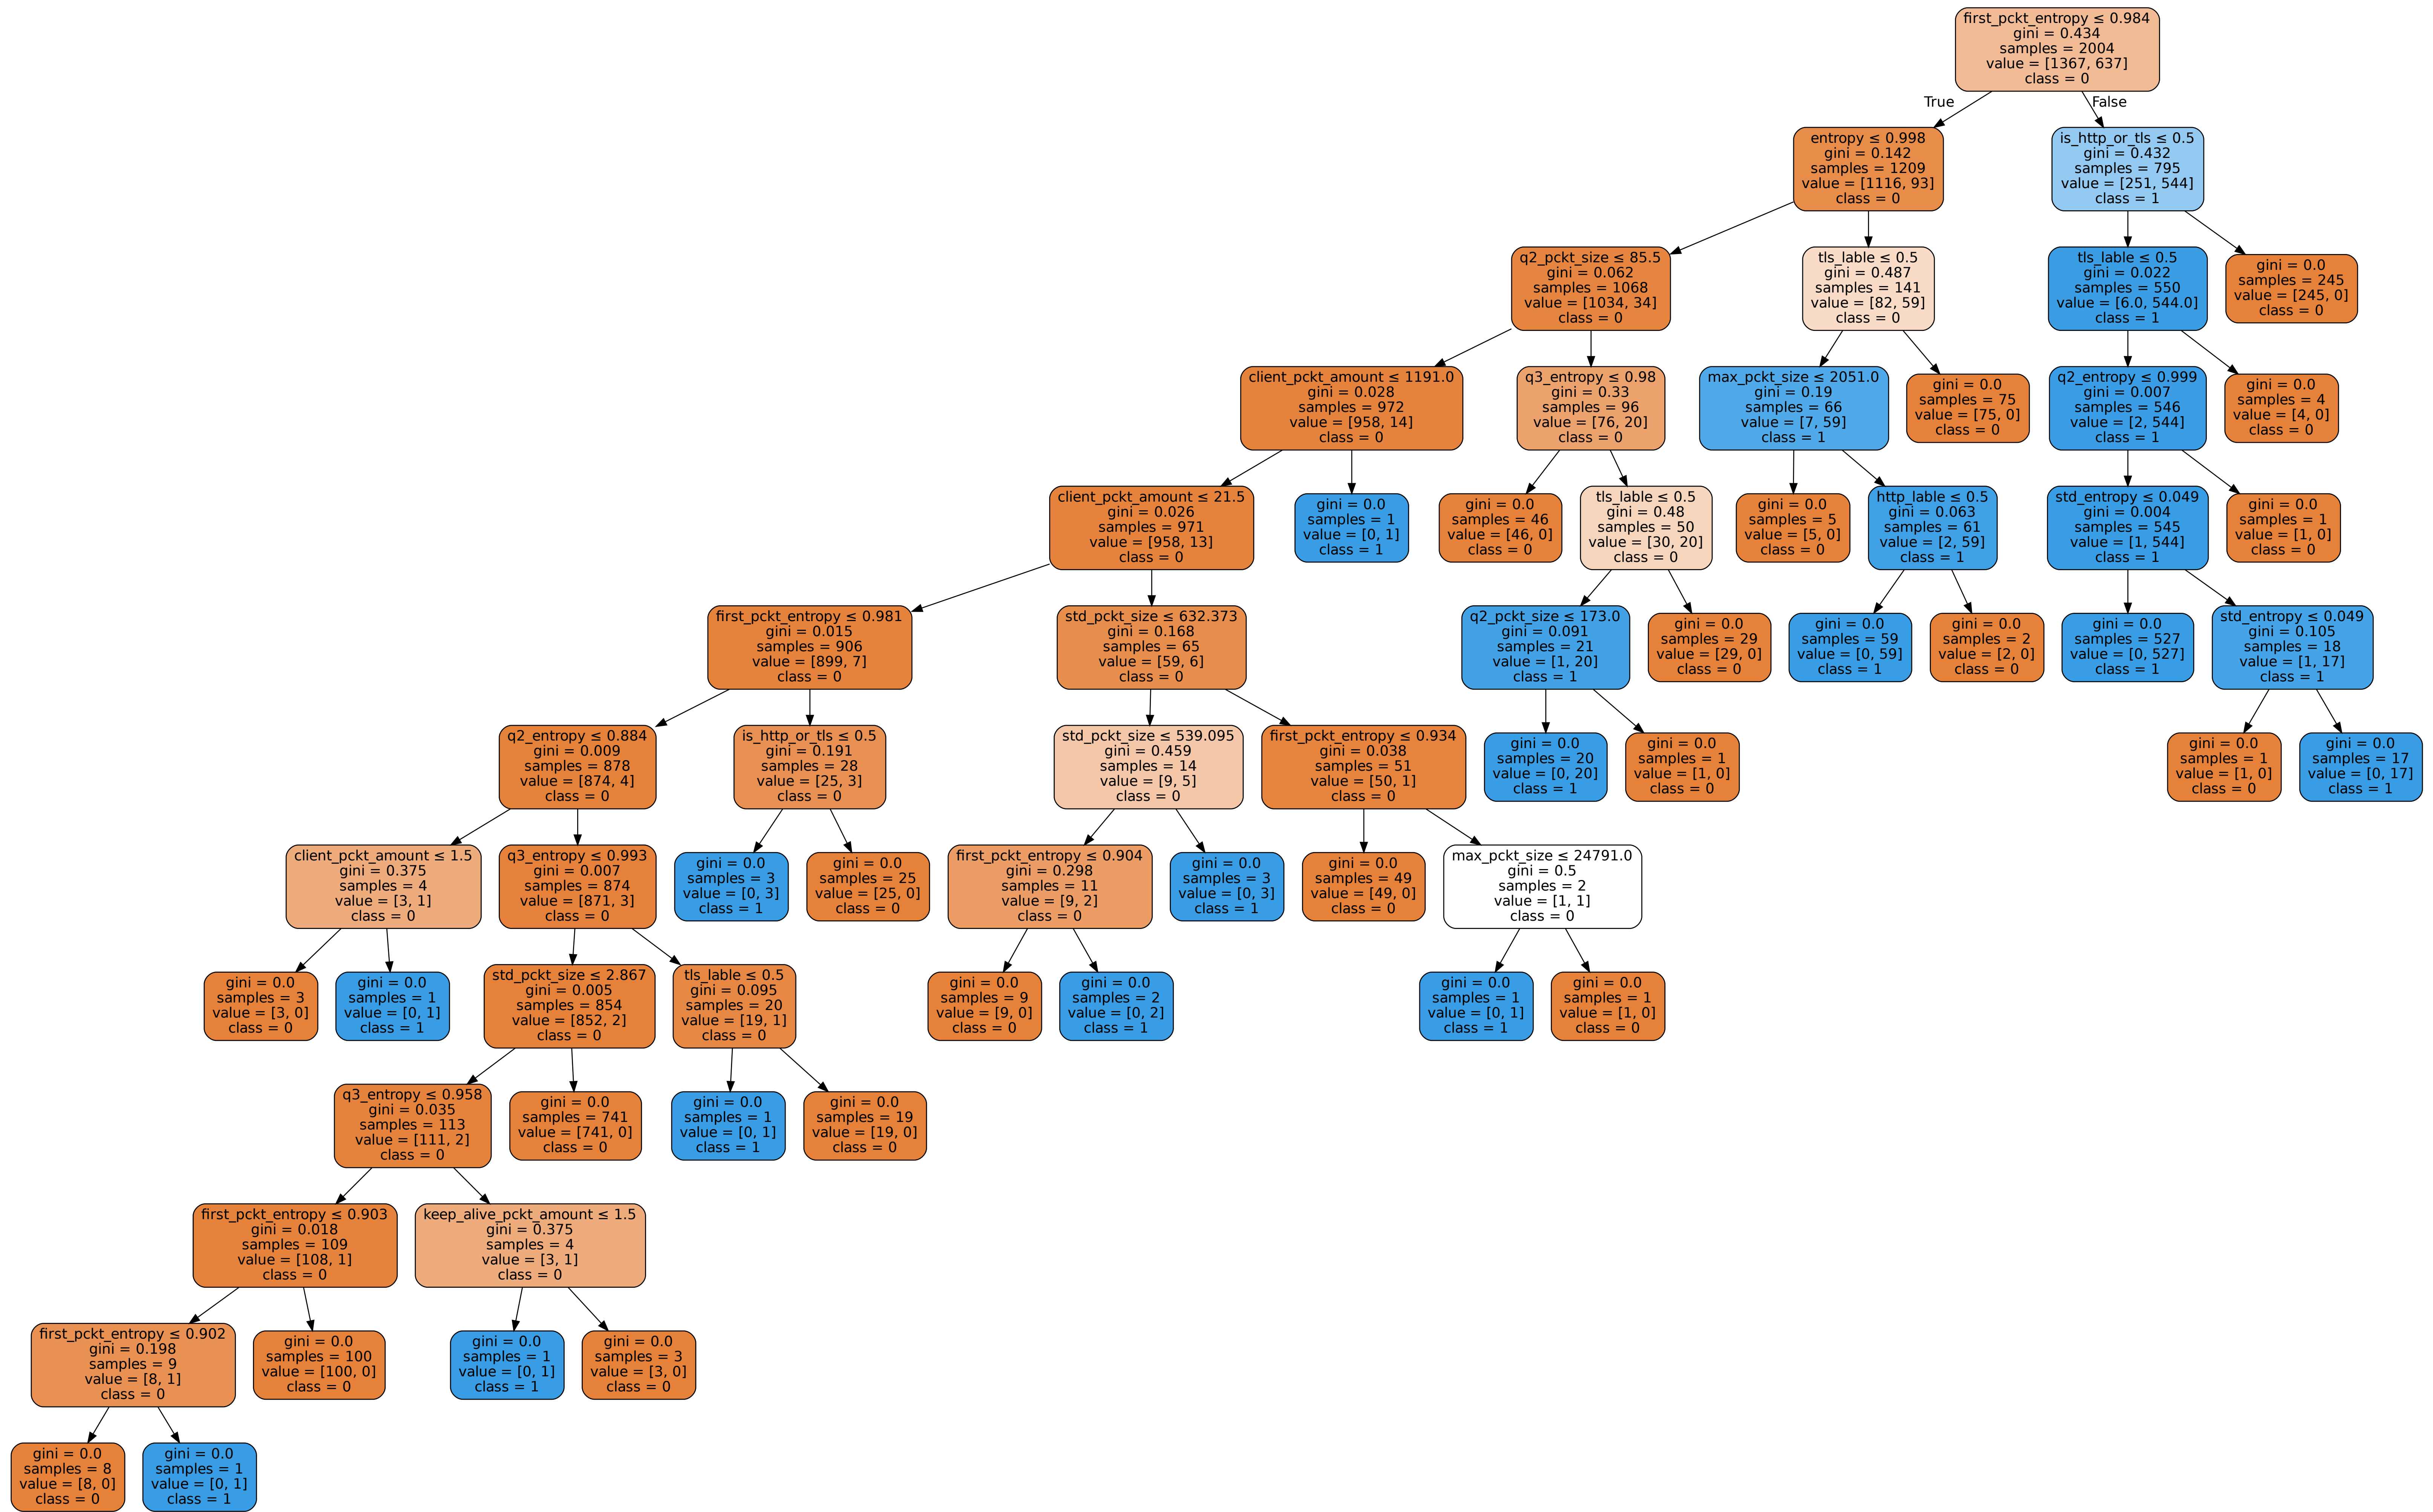 first_pckt_entropy ≤ 0.984
gini = 0.434
samples = 2004
value = [1367, 637]
class = 0
True
False
entropy ≤ 0.998
gini = 0.142
samples = 1209
value = [1116, 93]
class = 0
is_http_or_tls ≤ 0.5
gini = 0.432
samples = 795
value = [251, 544]
class = 1
q2_pckt_size ≤ 85.5
gini = 0.062
samples = 1068
value = [1034, 34]
class = 0
tls_lable ≤ 0.5
gini = 0.487
samples = 141
value = [82, 59]
class = 0
tls_lable ≤ 0.5
gini = 0.022
samples = 550
value = [6.0, 544.0]
class = 1
gini = 0.0
samples = 245
value = [245, 0]
class = 0
client_pckt_amount ≤ 1191.0
gini = 0.028
samples = 972
value = [958, 14]
class = 0
q3_entropy ≤ 0.98
gini = 0.33
samples = 96
value = [76, 20]
class = 0
max_pckt_size ≤ 2051.0
gini = 0.19
samples = 66
value = [7, 59]
class = 1
gini = 0.0
samples = 75
value = [75, 0]
class = 0
q2_entropy ≤ 0.999
gini = 0.007
samples = 546
value = [2, 544]
class = 1
gini = 0.0
samples = 4
value = [4, 0]
class = 0
client_pckt_amount ≤ 21.5
gini = 0.026
samples = 971
value = [958, 13]
class = 0
gini = 0.0
samples = 1
value = [0, 1]
class = 1
gini = 0.0
samples = 46
value = [46, 0]
class = 0
tls_lable ≤ 0.5
gini = 0.48
samples = 50
value = [30, 20]
class = 0
gini = 0.0
samples = 5
value = [5, 0]
class = 0
http_lable ≤ 0.5
gini = 0.063
samples = 61
value = [2, 59]
class = 1
std_entropy ≤ 0.049
gini = 0.004
samples = 545
value = [1, 544]
class = 1
gini = 0.0
samples = 1
value = [1, 0]
class = 0
first_pckt_entropy ≤ 0.981
gini = 0.015
samples = 906
value = [899, 7]
class = 0
std_pckt_size ≤ 632.373
gini = 0.168
samples = 65
value = [59, 6]
class = 0
q2_pckt_size ≤ 173.0
gini = 0.091
samples = 21
value = [1, 20]
class = 1
gini = 0.0
samples = 29
value = [29, 0]
class = 0
gini = 0.0
samples = 59
value = [0, 59]
class = 1
gini = 0.0
samples = 2
value = [2, 0]
class = 0
gini = 0.0
samples = 527
value = [0, 527]
class = 1
std_entropy ≤ 0.049
gini = 0.105
samples = 18
value = [1, 17]
class = 1
q2_entropy ≤ 0.884
gini = 0.009
samples = 878
value = [874, 4]
class = 0
is_http_or_tls ≤ 0.5
gini = 0.191
samples = 28
value = [25, 3]
class = 0
std_pckt_size ≤ 539.095
gini = 0.459
samples = 14
value = [9, 5]
class = 0
first_pckt_entropy ≤ 0.934
gini = 0.038
samples = 51
value = [50, 1]
class = 0
gini = 0.0
samples = 20
value = [0, 20]
class = 1
gini = 0.0
samples = 1
value = [1, 0]
class = 0
gini = 0.0
samples = 1
value = [1, 0]
class = 0
gini = 0.0
samples = 17
value = [0, 17]
class = 1
client_pckt_amount ≤ 1.5
gini = 0.375
samples = 4
value = [3, 1]
class = 0
q3_entropy ≤ 0.993
gini = 0.007
samples = 874
value = [871, 3]
class = 0
gini = 0.0
samples = 3
value = [0, 3]
class = 1
gini = 0.0
samples = 25
value = [25, 0]
class = 0
first_pckt_entropy ≤ 0.904
gini = 0.298
samples = 11
value = [9, 2]
class = 0
gini = 0.0
samples = 3
value = [0, 3]
class = 1
gini = 0.0
samples = 49
value = [49, 0]
class = 0
max_pckt_size ≤ 24791.0
gini = 0.5
samples = 2
value = [1, 1]
class = 0
gini = 0.0
samples = 3
value = [3, 0]
class = 0
gini = 0.0
samples = 1
value = [0, 1]
class = 1
std_pckt_size ≤ 2.867
gini = 0.005
samples = 854
value = [852, 2]
class = 0
tls_lable ≤ 0.5
gini = 0.095
samples = 20
value = [19, 1]
class = 0
gini = 0.0
samples = 9
value = [9, 0]
class = 0
gini = 0.0
samples = 2
value = [0, 2]
class = 1
gini = 0.0
samples = 1
value = [0, 1]
class = 1
gini = 0.0
samples = 1
value = [1, 0]
class = 0
q3_entropy ≤ 0.958
gini = 0.035
samples = 113
value = [111, 2]
class = 0
gini = 0.0
samples = 741
value = [741, 0]
class = 0
gini = 0.0
samples = 1
value = [0, 1]
class = 1
gini = 0.0
samples = 19
value = [19, 0]
class = 0
first_pckt_entropy ≤ 0.903
gini = 0.018
samples = 109
value = [108, 1]
class = 0
keep_alive_pckt_amount ≤ 1.5
gini = 0.375
samples = 4
value = [3, 1]
class = 0
first_pckt_entropy ≤ 0.902
gini = 0.198
samples = 9
value = [8, 1]
class = 0
gini = 0.0
samples = 100
value = [100, 0]
class = 0
gini = 0.0
samples = 1
value = [0, 1]
class = 1
gini = 0.0
samples = 3
value = [3, 0]
class = 0
gini = 0.0
samples = 8
value = [8, 0]
class = 0
gini = 0.0
samples = 1
value = [0, 1]
class = 1